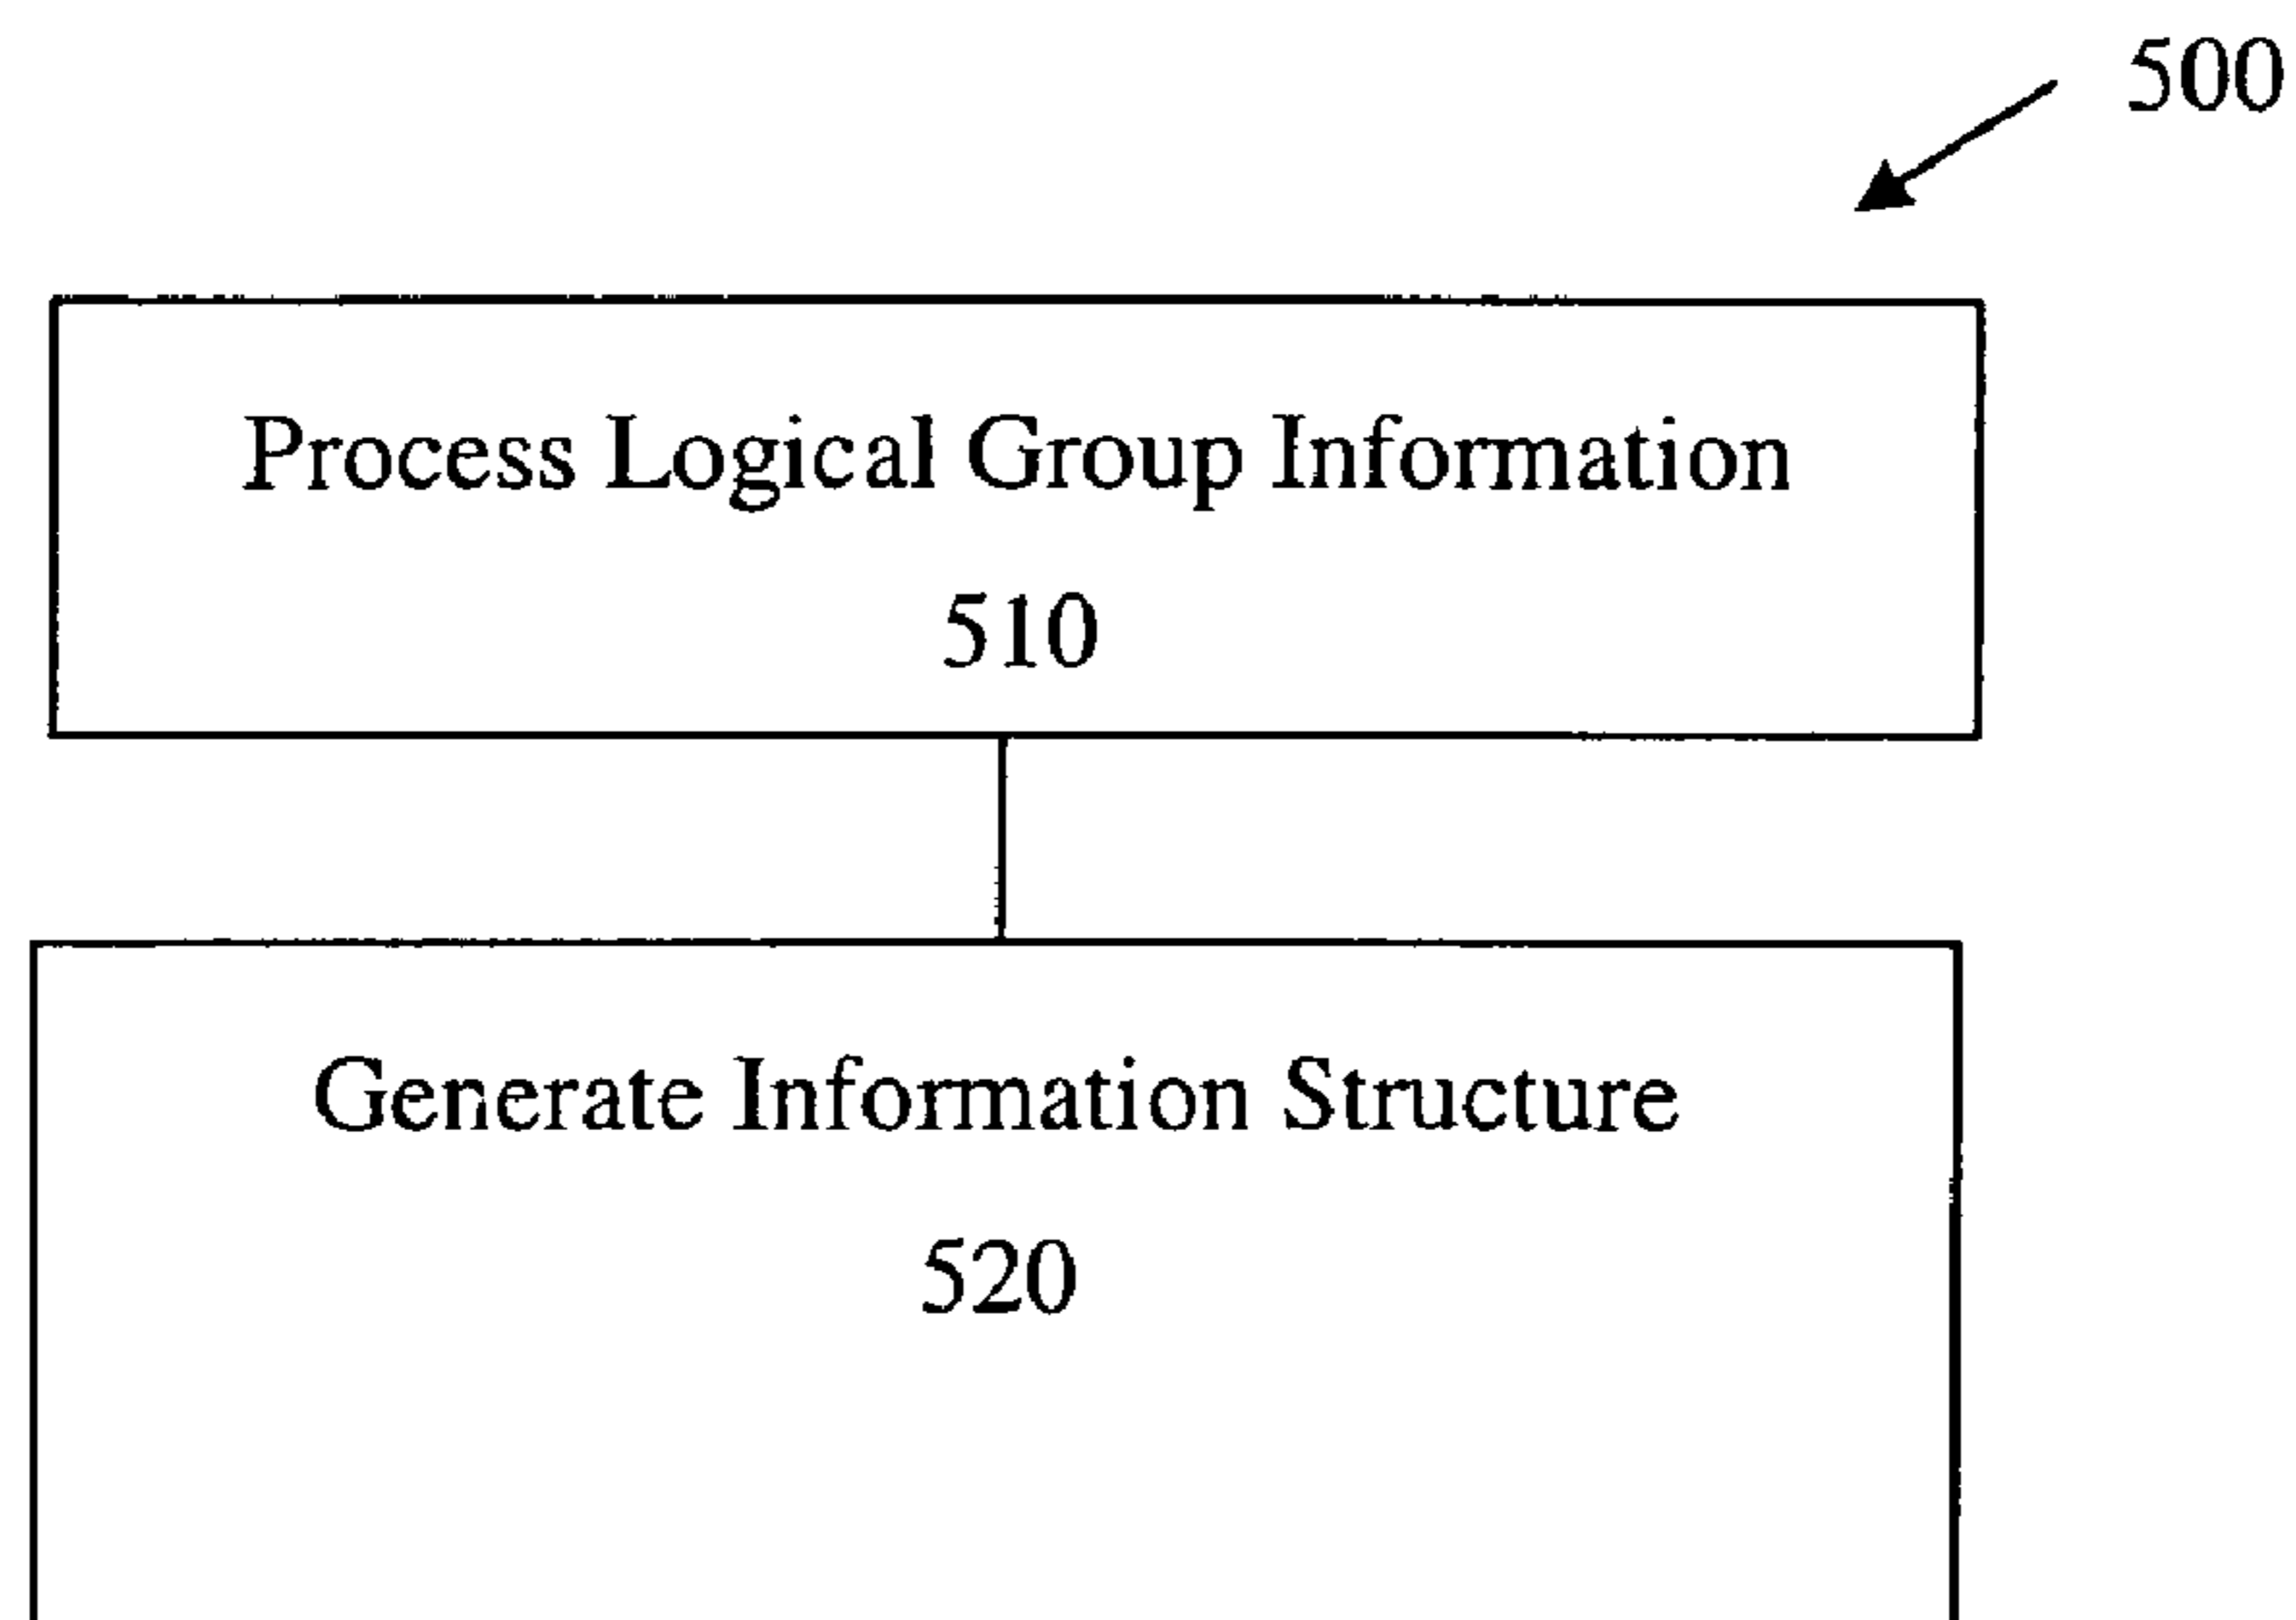 500
Process Logical Group Information
510
Generate Information Structure
520